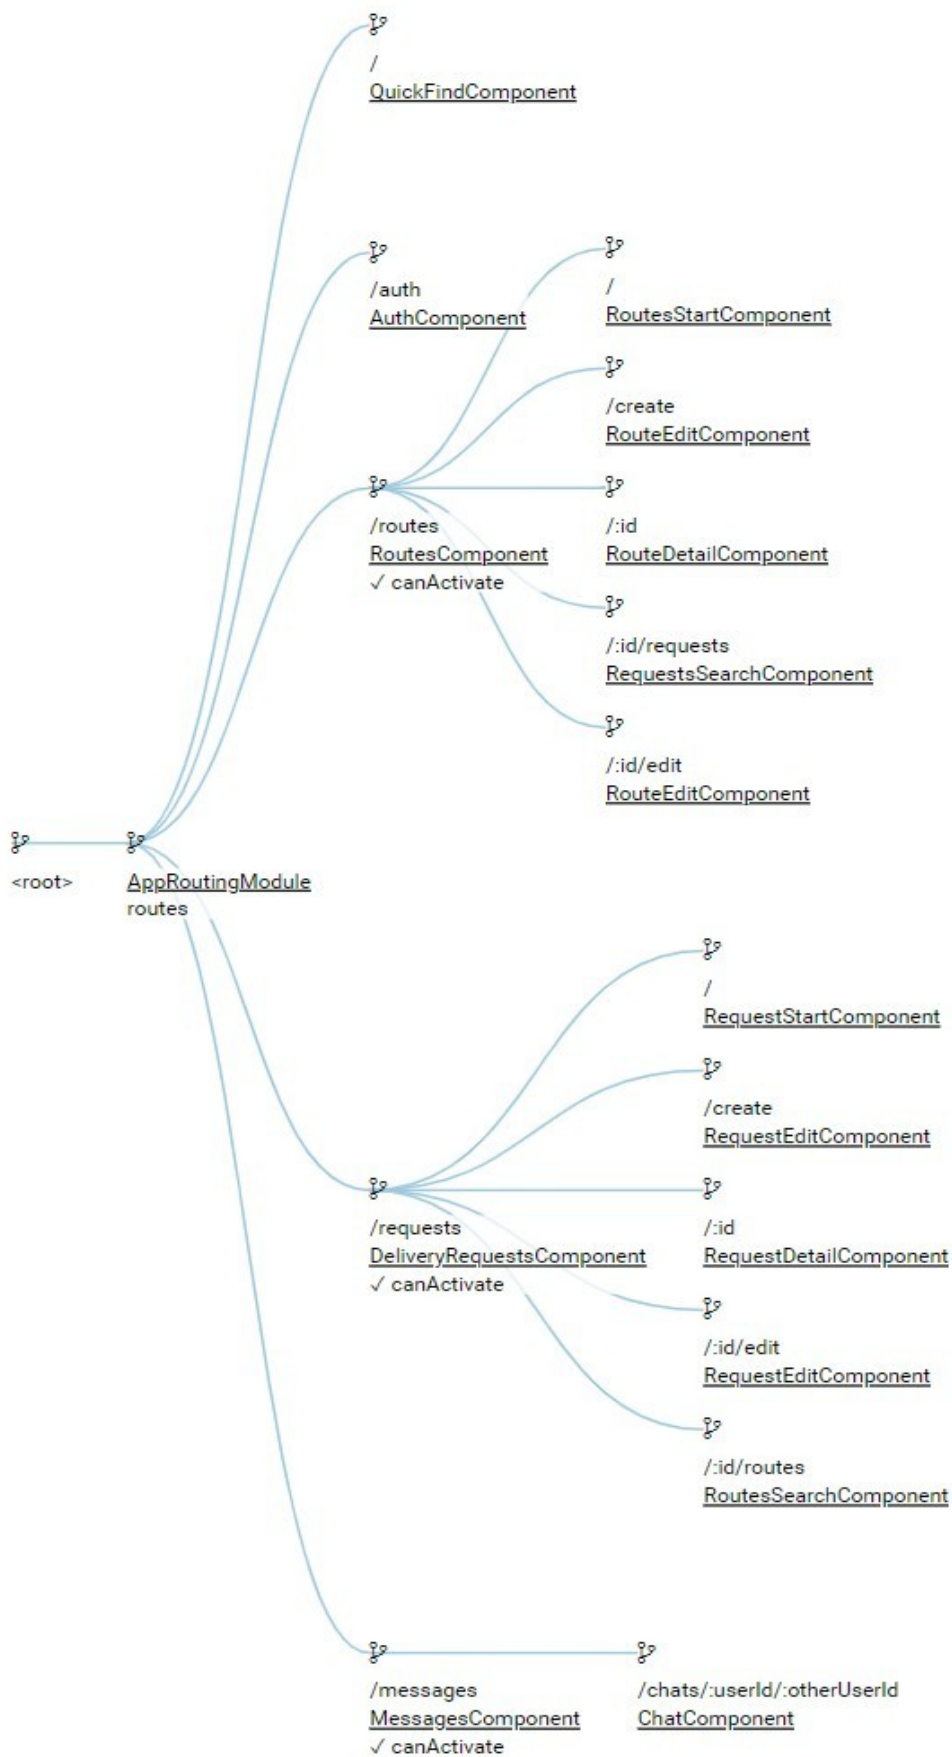 /
QuickFindComponent
/auth
AuthComponent
/
RoutesStartComponent
/create
RouteEditComponent
/routes
RoutesComponent
✓ canActivate
/:id
RouteDetailComponent
/:id/requests
RequestsSearchComponent
/:id/edit
RouteEditComponent
<root>
AppRoutingModule
routes
/
RequestStartComponent
/create
RequestEditComponent
/requests
DeliveryRequestsComponent
✓ canActivate
/:id
RequestDetailComponent
/:id/edit
RequestEditComponent
/:id/routes
RoutesSearchComponent
/messages
MessagesComponent
✓ canActivate
/chats/:userId/:otherUserId
ChatComponent